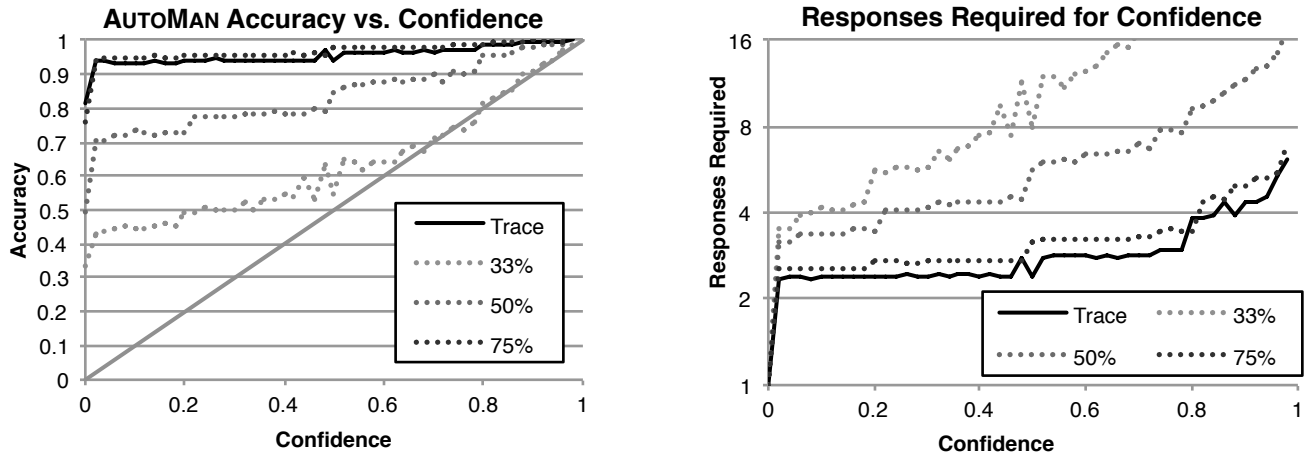 AUTOMAN Accuracy vs. Confidence
1
0.9
0.8
0.7
0.6
0.5
0.4
0.3
0.2
0.1
0
Accuracy
0 0.2 0.4 0.6 0.8 1
Confidence
Trace
33%
50%
75%
Responses Required for Confidence
16
8
4
2
1
Responses Required
0 0.2 0.4 0.6 0.8 1
Confidence
Trace 33%
50% 75%